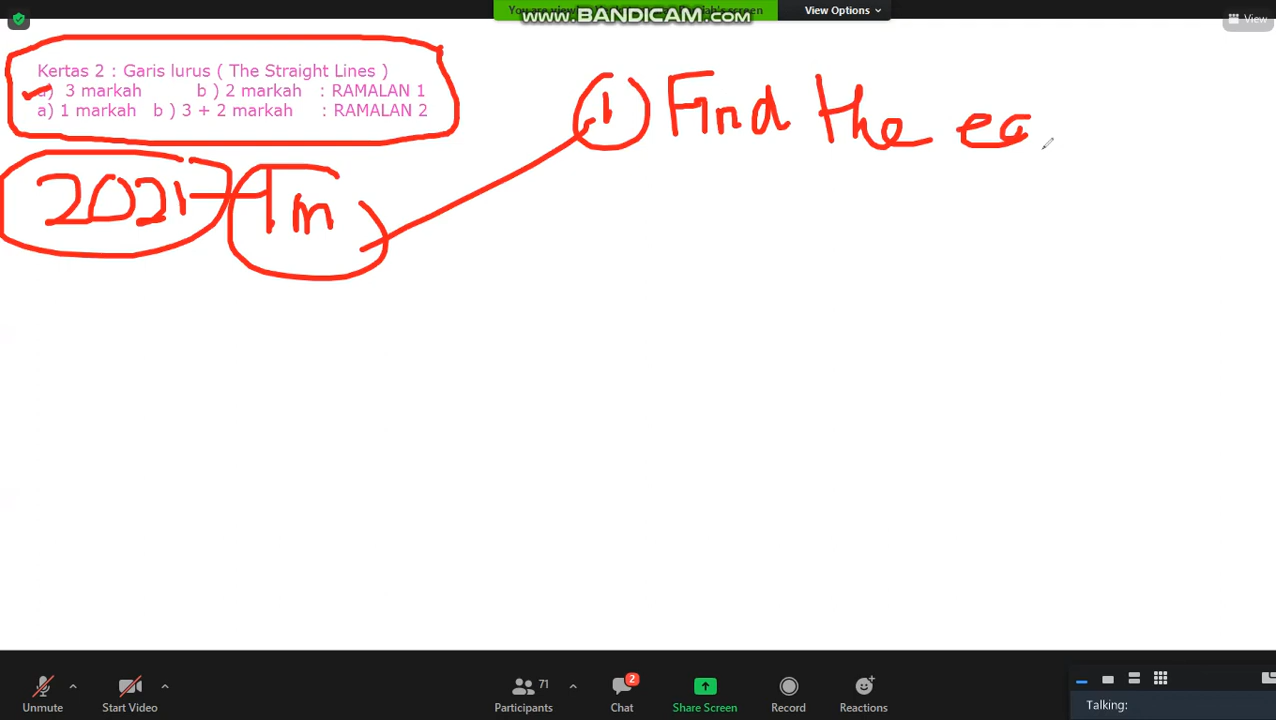 View Options
www.BANDICAM.com
View
Kertas 2 : Garis lurus ( The Straight Lines )
a) 3 markah b ) 2 markah : RAMALAN 1
a) 1 markah b ) 3 + 2 markah : RAMALAN 2
① Find the
2021 - 1m
Unmute
Start Video
Participants 71
Chat 2
Share Screen
Record
Reactions
Talking: